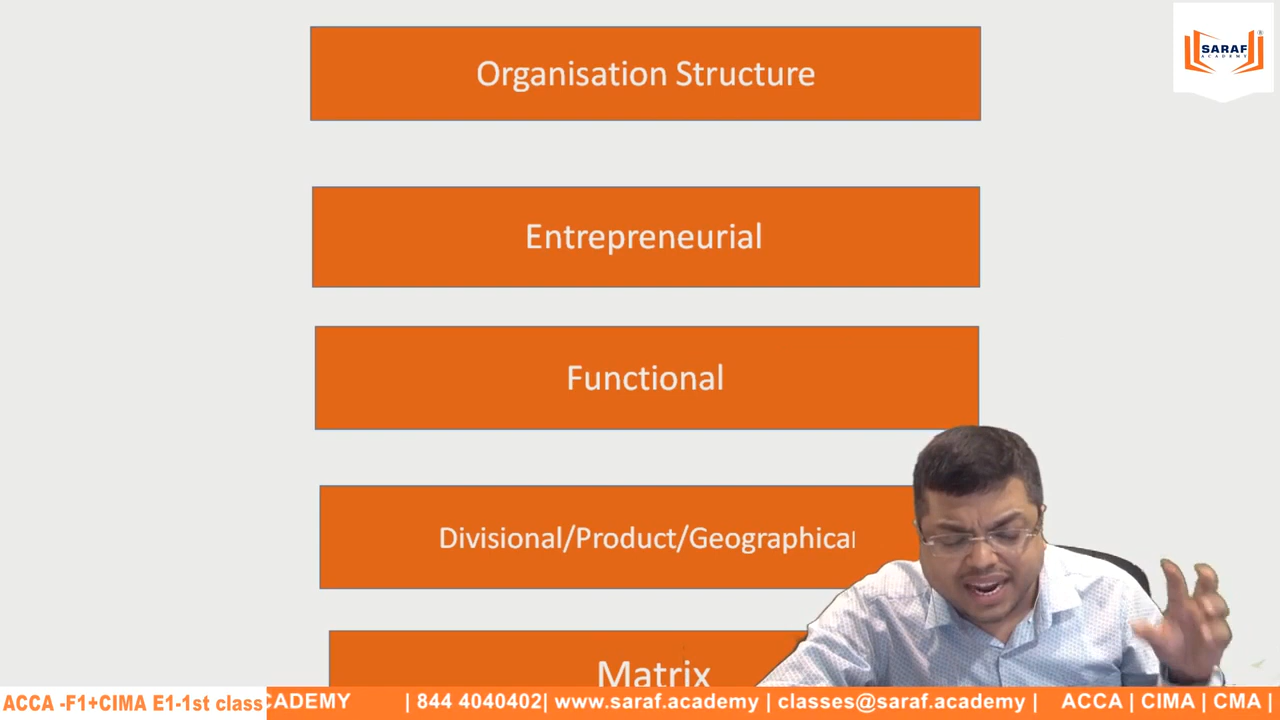 SARAF
ACADEMY
Organisation Structure
Entrepreneurial
Functional
Divisional/Product/Geographical
Matrix
ACCA -F1+CIMA E1-1st class
CADEMY | 844 4040402| www.saraf.academy | classes@saraf.academy | ACCA | CIMA | CMA |